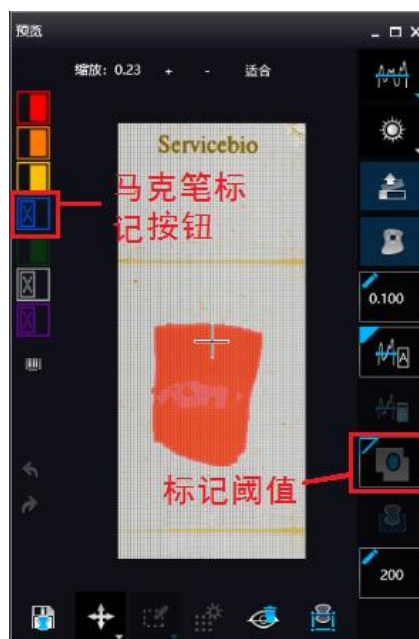 预览
缩放: 0.23 + - 适合
Servicebio
马克笔标
记按钮
0.100
A
标记阈值
200